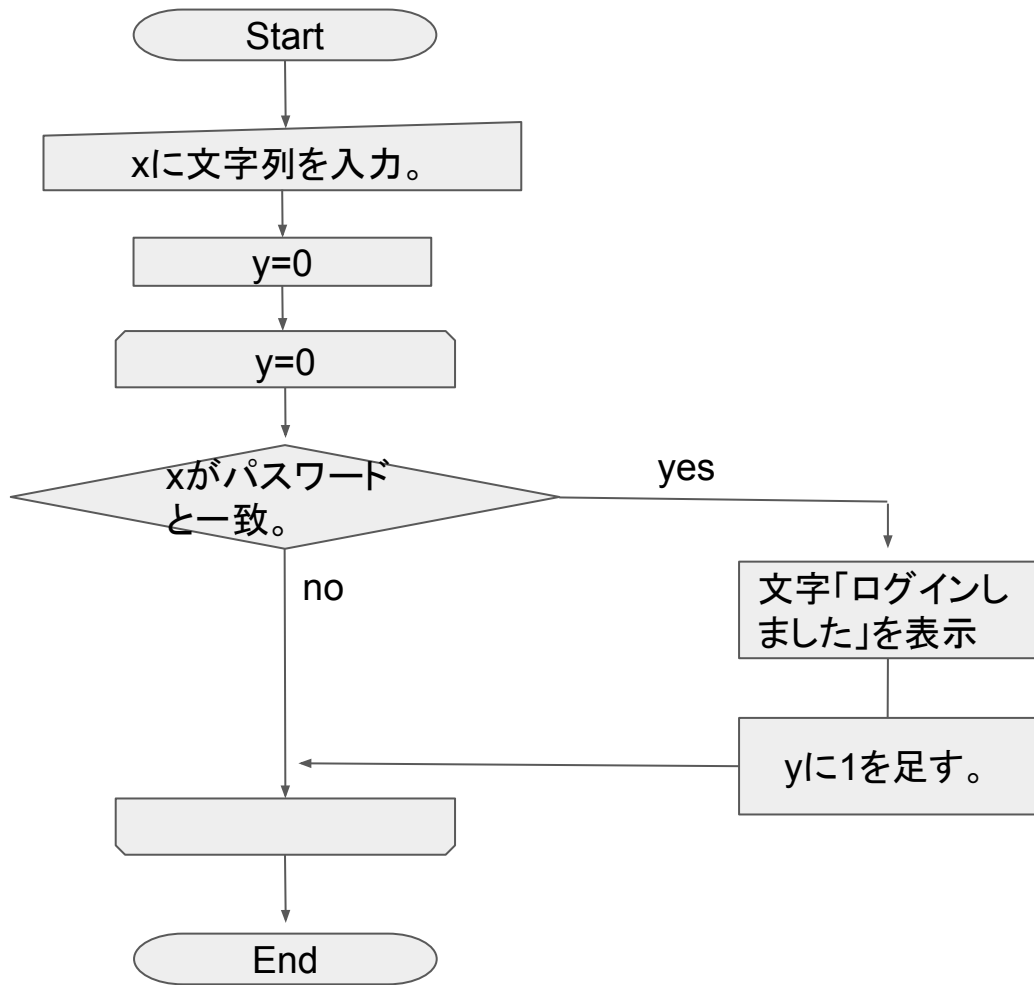 Start
xに文字列を入力。
y=0
y=0
xがパスワード
と一致。
yes
no
文字「ログインし
ました」を表示
yに1を足す。
End